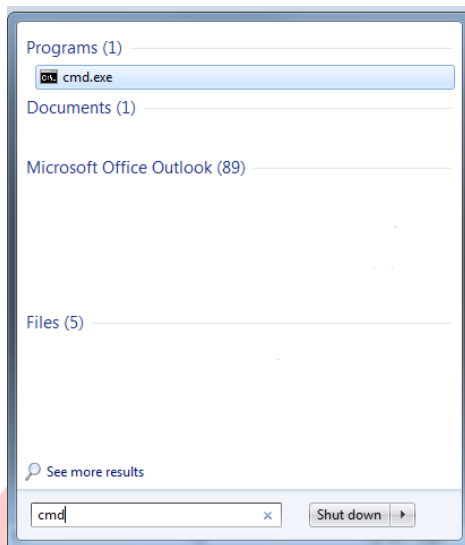 Programs (1)
cmd.exe
Documents (1)
Microsoft Office Outlook (89)
Files (5)
See more results
cmd
Shut down